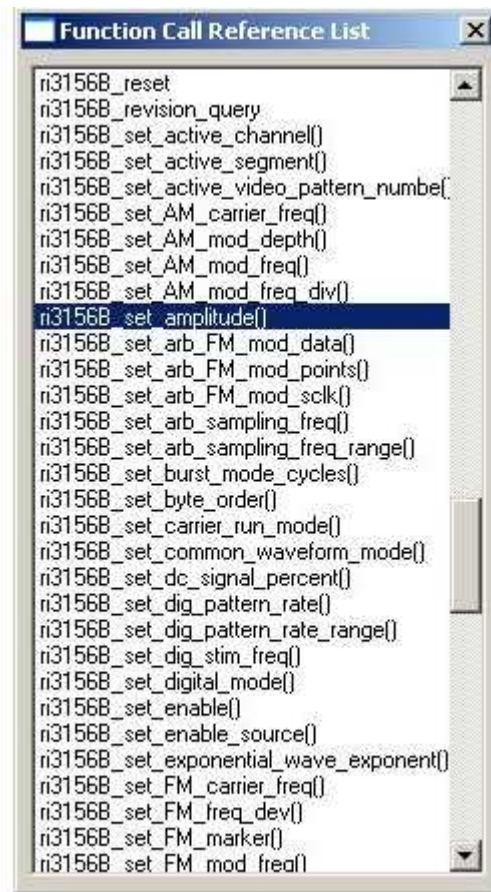 Function Call Reference List
ri3156B_reset
ri3156B_revision_query
ri3156B_set_active_channel()
ri3156B_set_active_segment()
ri3156B_set_active_video_pattern_numbe(
ri3156B_set_AM_carrier_freq()
ri3156B_set_AM_mod_depth()
ri3156B_set_AM_mod_freq()
ri3156B_set_AM_mod_freq_div()
ri3156B_set_amplitude()
ri3156B_set_arb_FM_mod_data()
ri3156B_set_arb_FM_mod_points()
ri3156B_set_arb_FM_mod_sclk()
ri3156B_set_arb_sampling_freq()
ri3156B_set_arb_sampling_freq_range()
ri3156B_set_burst_mode_cycles()
ri3156B_set_byte_order()
ri3156B_set_carrier_run_mode()
ri3156B_set_common_waveform_mode()
ri3156B_set_dc_signal_percent()
ri3156B_set_dig_pattern_rate()
ri3156B_set_dig_pattern_rate_range()
ri3156B_set_dig_stim_freq()
ri3156B_set_digital_mode()
ri3156B_set_enable()
ri3156B_set_enable_source()
ri3156B_set_exponential_wave_exponent()
ri3156B_set_FM_carrier_freq()
ri3156B_set_FM_freq_dev()
ri3156B_set_FM_marker()
ri3156B_set_FM_mod_freq()